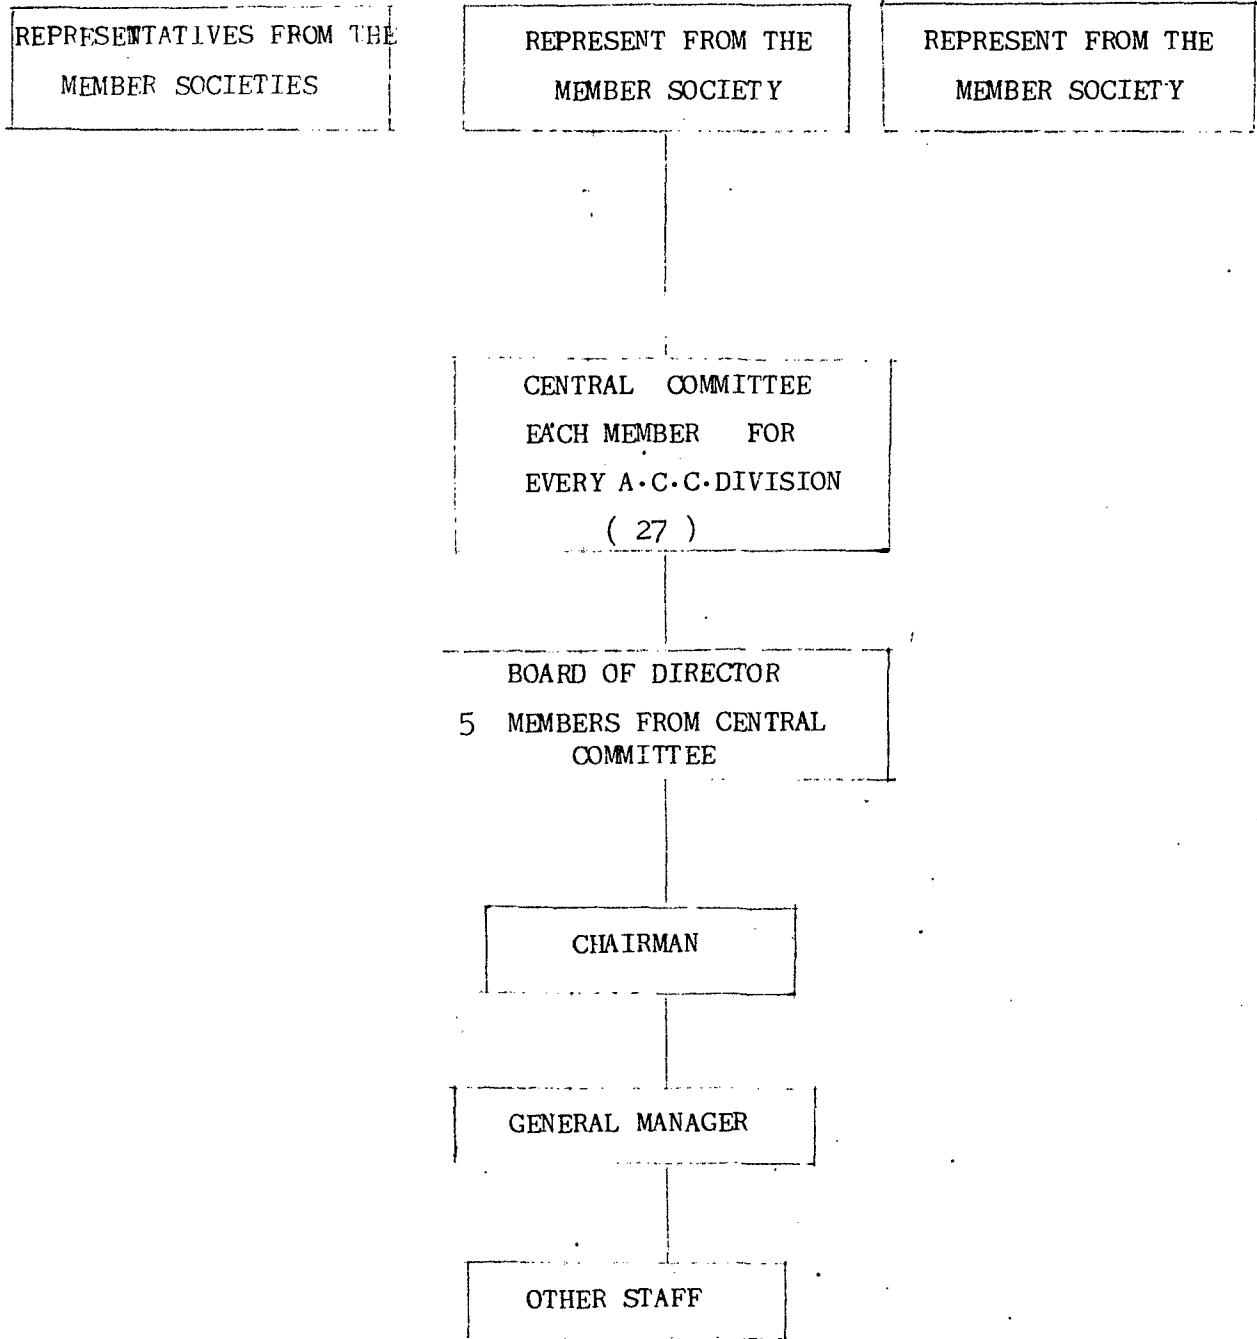 REPRESENTATIVES FROM THE
MEMBER SOCIETIES
REPRESENT FROM THE
MEMBER SOCIETY
REPRESENT FROM THE
MEMBER SOCIETY
CENTRAL COMMITTEE
EACH MEMBER FOR
EVERY A.C.C.DIVISION
( 27 )
BOARD OF DIRECTOR
5 MEMBERS FROM CENTRAL
COMMITTEE
CHAIRMAN
GENERAL MANAGER
OTHER STAFF